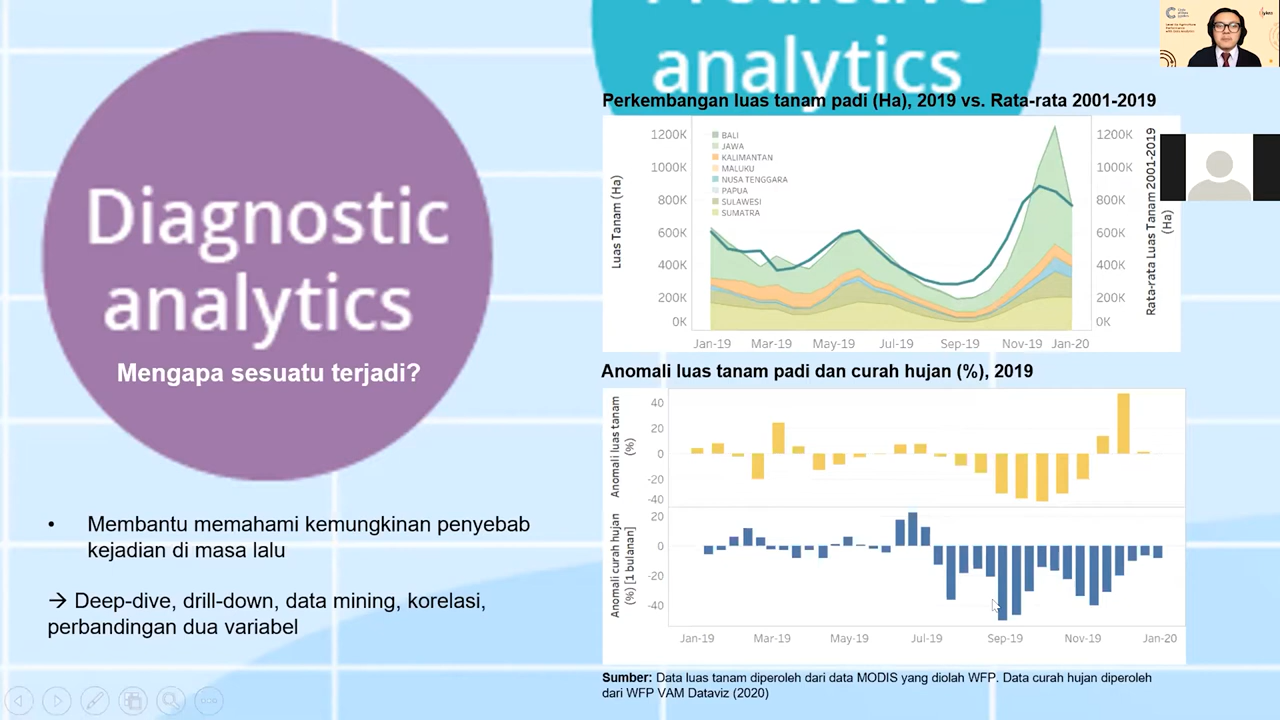 Predictive
analytics
Diagnostic
analytics
Mengapa sesuatu terjadi?
• Membantu memahami kemungkinan penyebab
kejadian di masa lalu
→ Deep-dive, drill-down, data mining, korelasi,
perbandingan dua variabel
Perkembangan luas tanam padi (Ha), 2019 vs. Rata-rata 2001-2019
Luas Tanam (Ha)
1200K
1000K
800K
600K
400K
200K
0K
BALI
JAWA
KALIMANTAN
MALUKU
NUSA TENGGARA
PAPUA
SULAWESI
SUMATRA
1200K
1000K
800K
600K
400K
200K
0K
Rata-rata Luas Tanam 2001-2019
(Ha)
Jan-19 Mar-19 May-19 Jul-19 Sep-19 Nov-19 Jan-20
Anomali luas tanam padi dan curah hujan (%), 2019
Anomali luas tanam
(%)
40
20
0
-20
-40
Anomali curah hujan
(%) [1 bulanan]
20
0
-20
-40
Jan-19 Mar-19 May-19 Jul-19 Sep-19 Nov-19 Jan-20
Sumber: Data luas tanam diperoleh dari data MODIS yang diolah WFP. Data curah hujan diperoleh
dari WFP VAM Dataviz (2020)